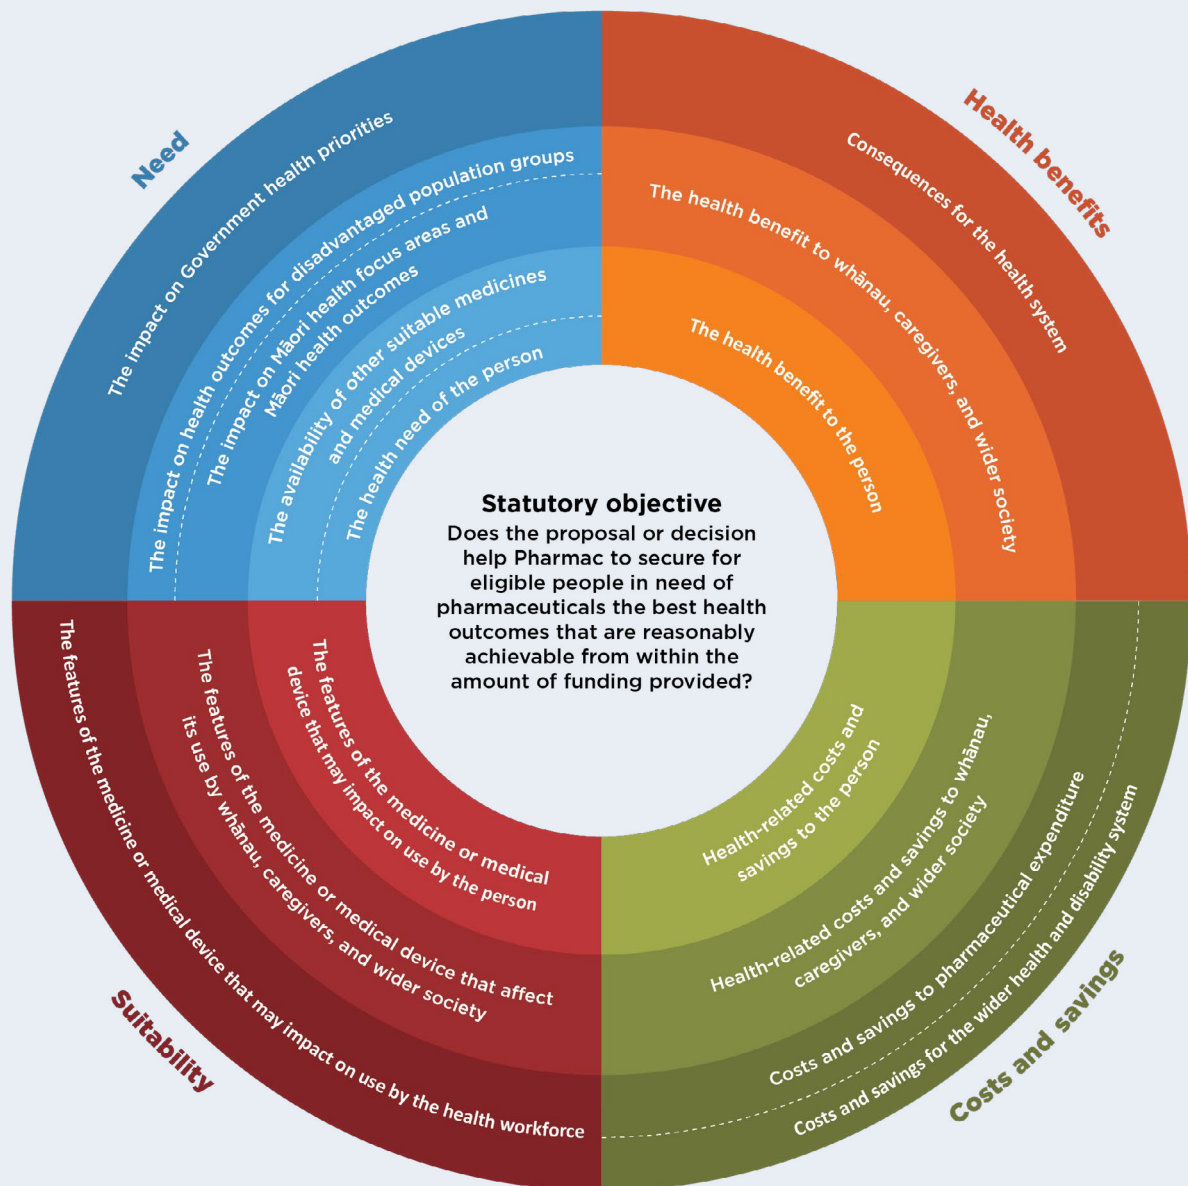 Need
The impact on Government health priorities
The impact on health outcomes for disadvantaged population groups
The impact on Māori health focus areas and
Māori health outcomes
The availability of other suitable medicines
and medical devices
The health need of the person
Health benefits
Consequences for the health system
The health benefit to whānau, caregivers, and wider society
The health benefit to the person
Statutory objective
Does the proposal or decision
help Pharmac to secure for
eligible people in need of
pharmaceuticals the best health
outcomes that are reasonably
achievable from within the
amount of funding provided?
Suitability
The features of the medicine or medical device that may impact on use by the health workforce
The features of the medicine or medical device that affect
its use by whānau, caregivers, and wider society
The features of the medicine or medical
device that may impact on use by the person
Costs and savings
Health-related costs and
savings to the person
Health-related costs and savings to whānau,
caregivers, and wider society
Costs and savings to pharmaceutical expenditure
Costs and savings for the wider health and disability system